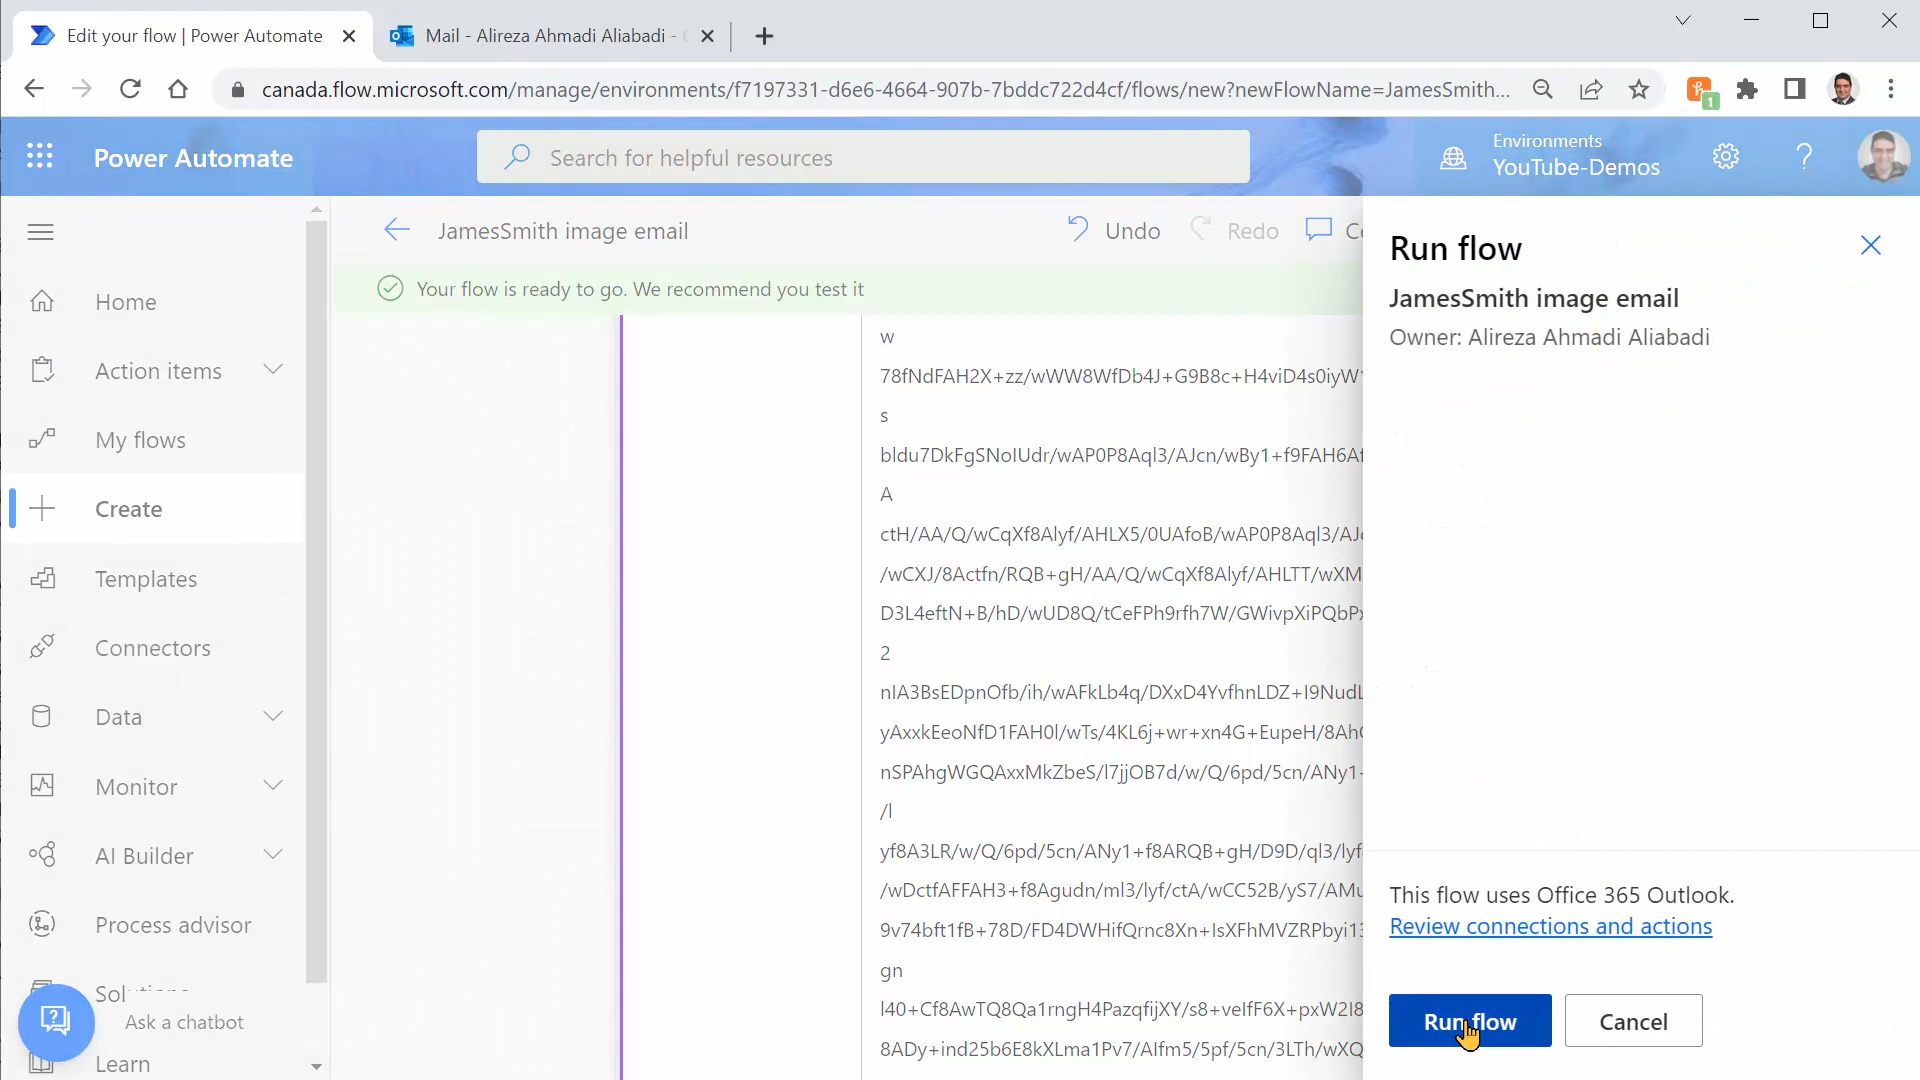 Edit your flow | Power Automate
Mail - Alireza Ahmadi Aliabadi -
canada.flow.microsoft.com/manage/environments/f7197331-d6e6-4664-907b-7bddc722d4cf/flows/new?newFlowName=JamesSmith...
1
Power Automate
Search for helpful resources
Environments
YouTube-Demos
JamesSmith image email
Undo
Redo
Your flow is ready to go. We recommend you test it
Home
Action items
My flows
Create
Templates
Connectors
Data
Monitor
AI Builder
Process advisor
Solutions
Ask a chatbot
Learn
w
78fNdFAH2X+zz/wWW8WfDb4J+G9B8c+H4viD4s0iyW
s
bldu7DkFgSNoIUdr/wAP0P8Aql3/AJcn/wBy1+f9FAH6Af
A
ctH/AA/Q/wCqXf8Alyf/AHLX5/0UAfoB/wAP0P8Aql3/AJ
/wCXJ/8Actfn/RQB+gH/AA/Q/wCqXf8Alyf/AHLTT/wXM
D3L4eftN+B/hD/wUD8Q/tCeFPh9rfh7W/GWivpXiPQbPx
2
nIA3BsEDpnOfb/ih/wAFkLb4q/DXxD4YvfhnLDZ+I9NudL
yAxxkEeoNfD1FAH0l/wTs/4KL6j+wr+xn4G+EupeH/8Ah
nSPAhgWGQAxxMkZbeS/l7jjOB7d/w/Q/6pd/5cn/ANy1
/l
yf8A3LR/w/Q/6pd/5cn/ANy1+f8ARQB+gH/D9D/ql3/lyf
/wDctfAFFAH3+f8Agudn/ml3/lyf/ctA/wCC52B/yS7/AMu
9v74bft1fB+78D/FD4DWHifQrnc8Xn+IsXFhMVZRPbyi13
gn
l40+Cf8AwTQ8Qa1rngH4PazqfijXY/s8+veIfF6X+pxW2I8
8ADy+ind25b6E8kXLma1Pv7/AIfm5/5pf/5cn/3LTh/wXQ
Run flow
JamesSmith image email
Owner: Alireza Ahmadi Aliabadi
This flow uses Office 365 Outlook.
Review connections and actions
Run flow
Cancel